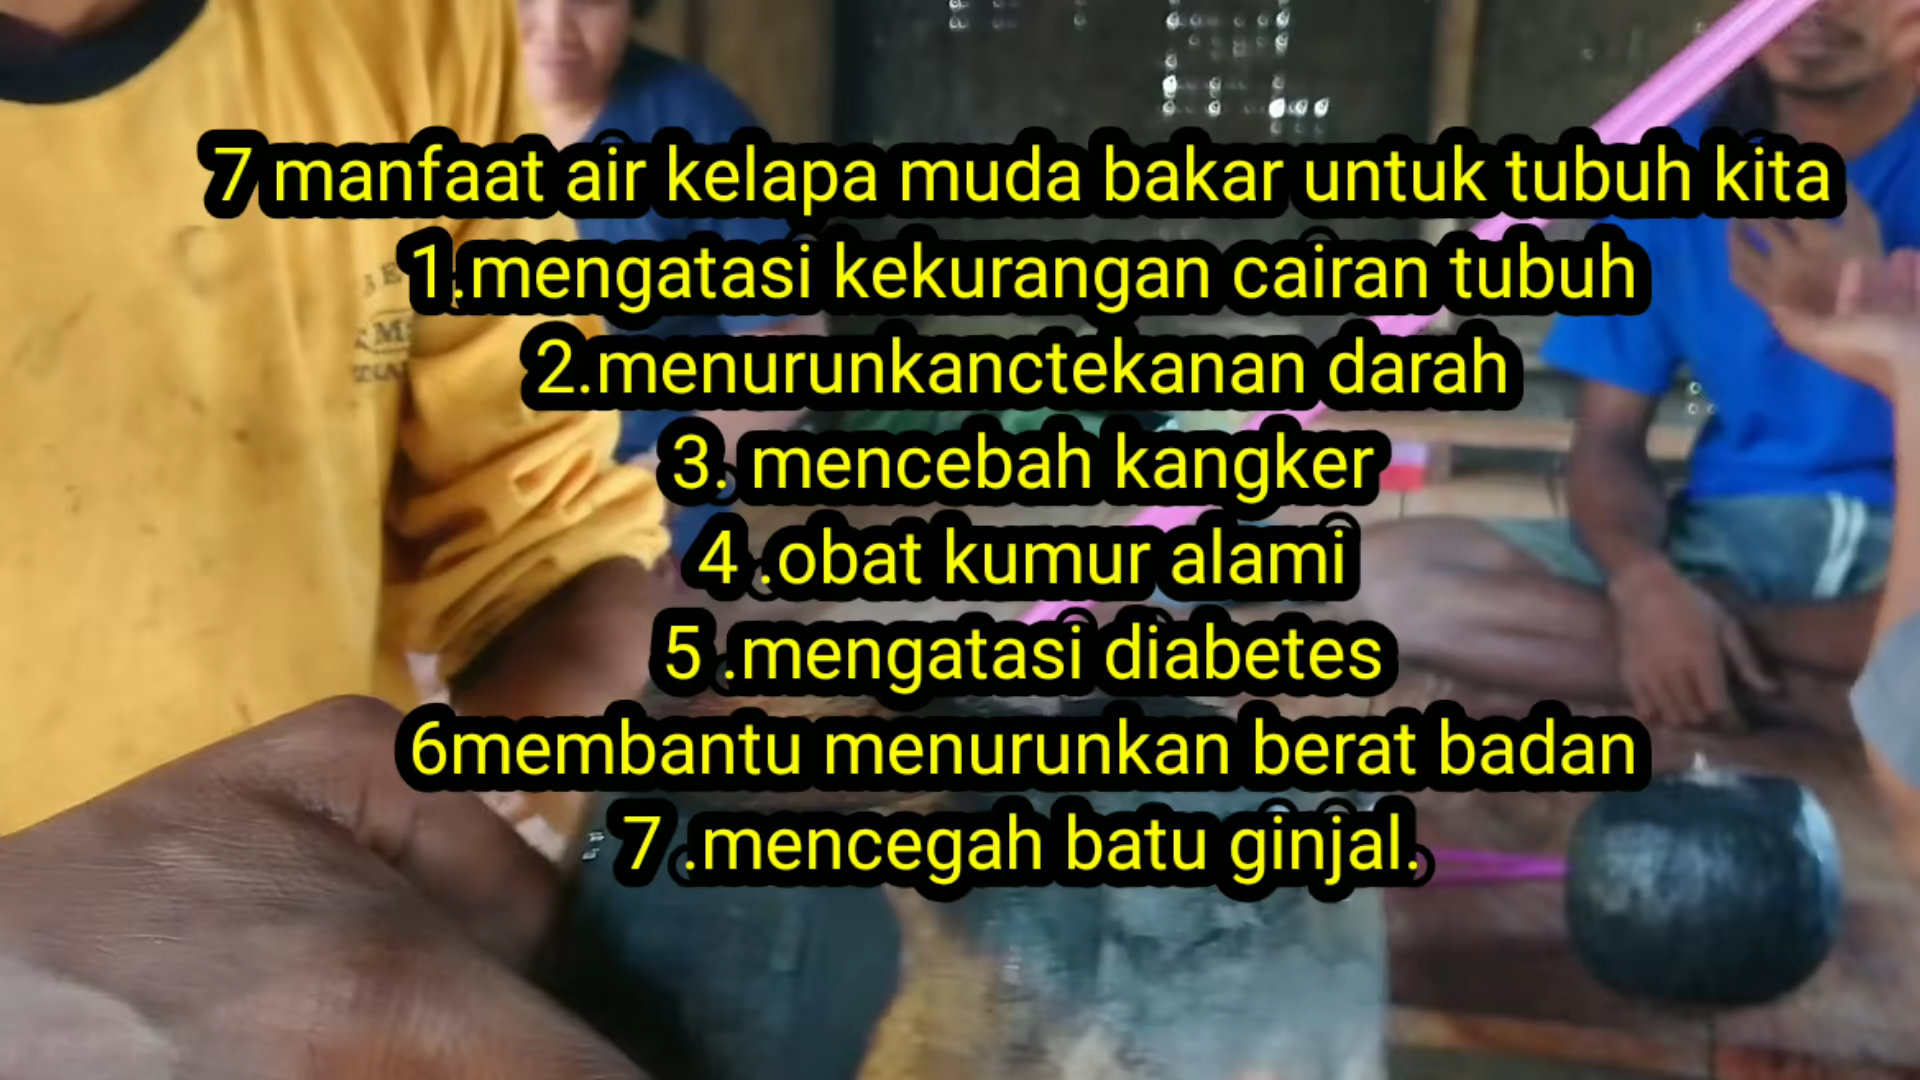 7 manfaat air kelapa muda bakar untuk tubuh kita
1.mengatasi kekurangan cairan tubuh
2.menurunkanctekanan darah
3. mencebah kangker
4 .obat kumur alami
5 .mengatasi diabetes
6membantu menurunkan berat badan
7 .mencegah batu ginjal.